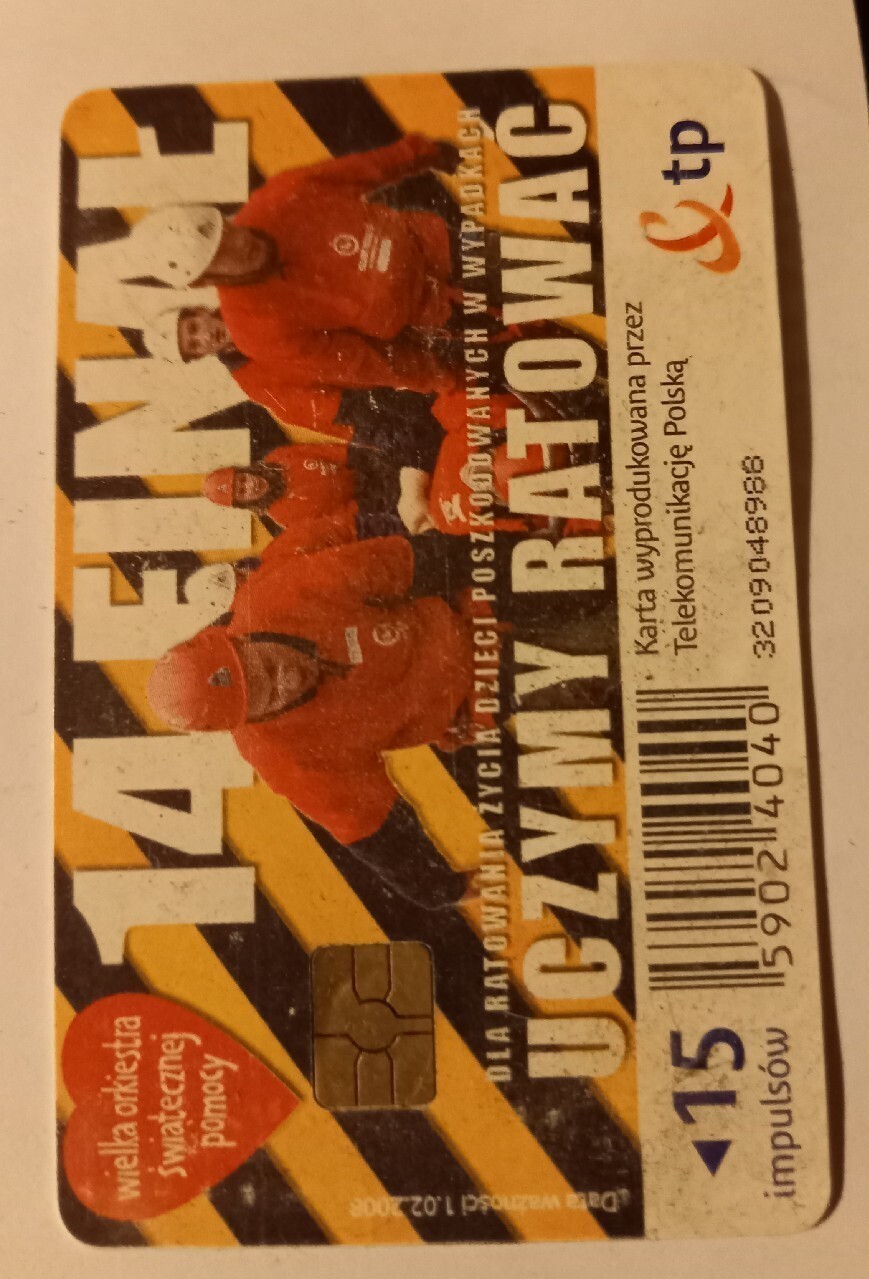 wielka orkiestra
świątecznej
pomocy
14 FINAŁ
DLA RATOWANIA ŻYCIA DZIECI POSZKODOWANYCH W WYPADKACH
UCZYMY RATOWAĆ
Data ważności 1.02.2008
15
impulsów
5902 4040
Karta wyprodukowana przez
Telekomunikację Polską
3209048988
tp